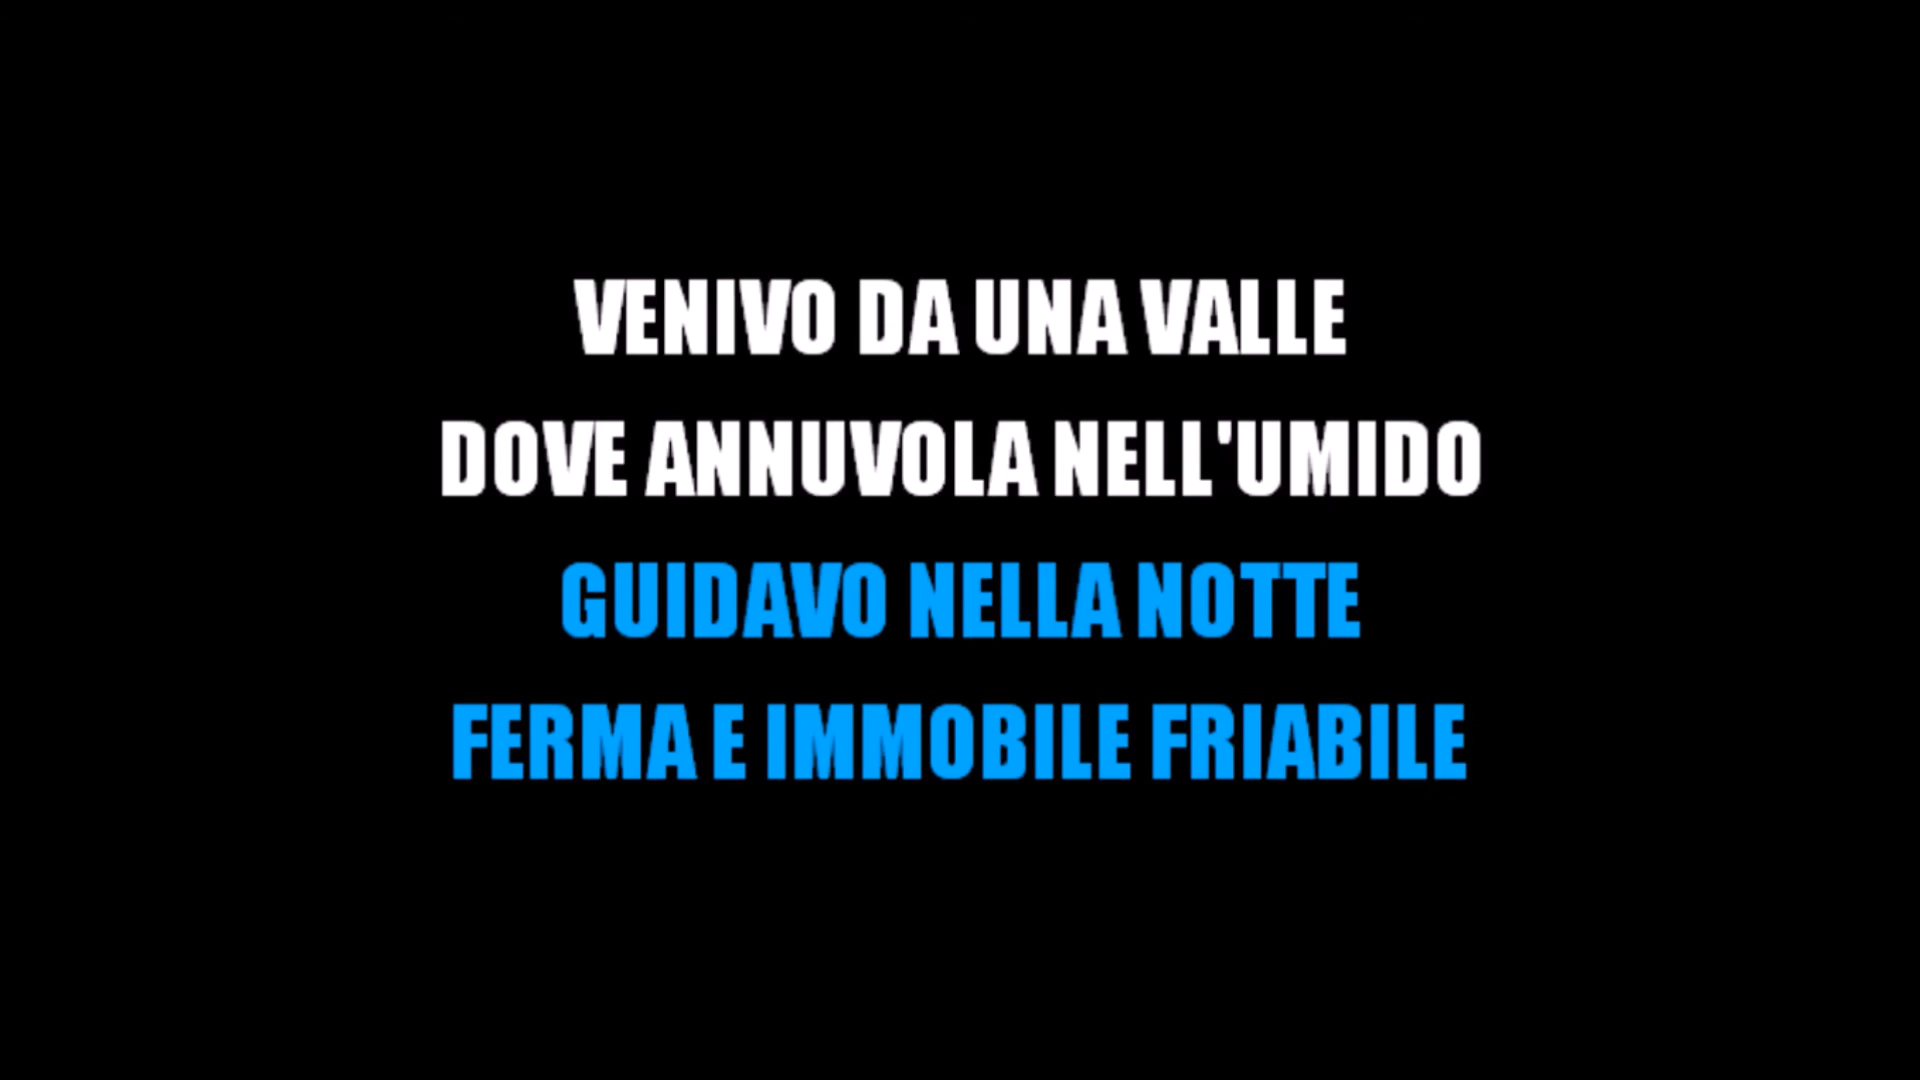 VENIVO DA UNA VALLE
DOVE ANNUVOLA NELL'UMIDO
GUIDAVO NELLA NOTTE
FERMA E IMMOBILE FRIABILE